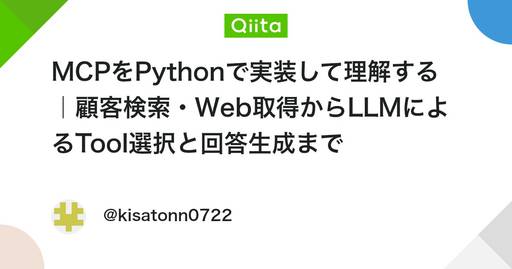 Qiita
MCPをPythonで実装して理解する
｜顧客検索・Web取得からLLMによ
るTool選択と回答生成まで
@kisatonn0722